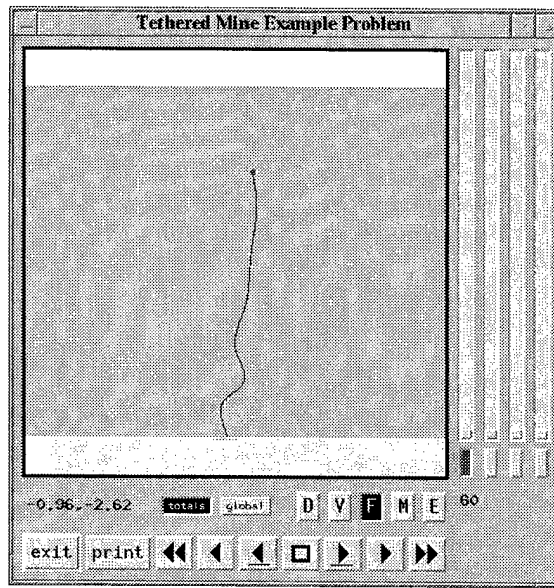 Tethered Mine Example Problem
-0.96,-2.62 totals global D V F M E 60
exit print